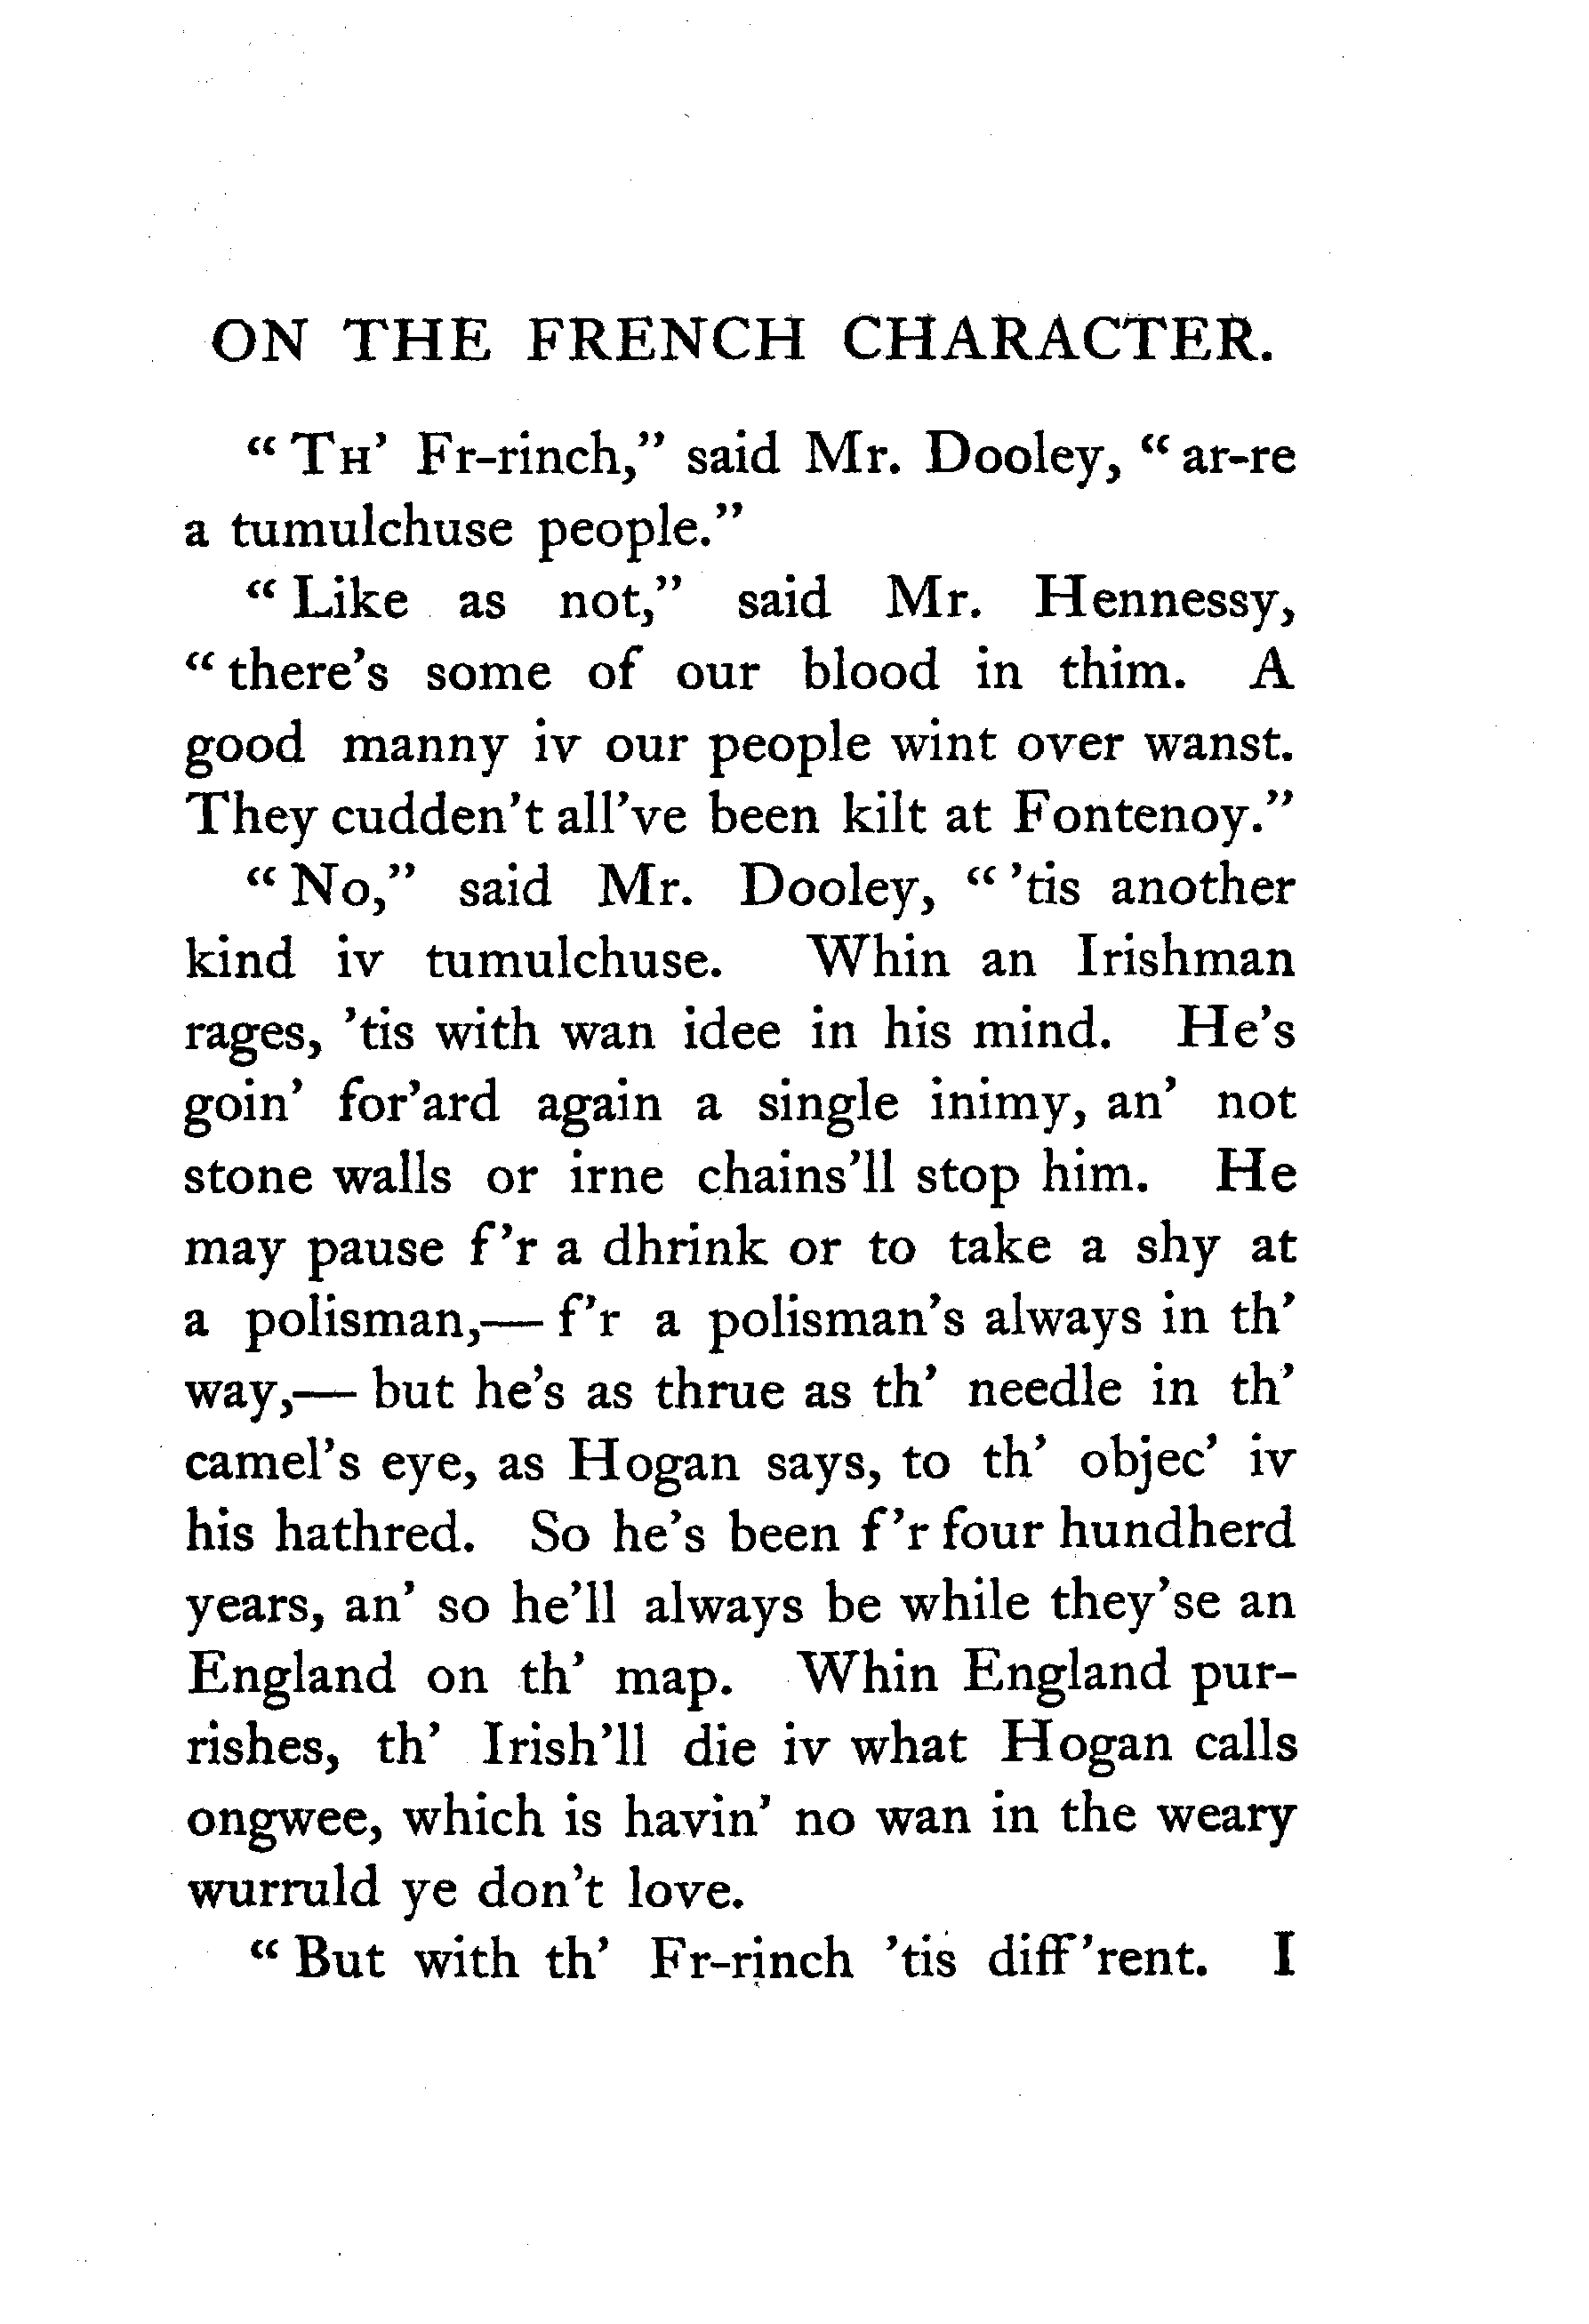 ON THE FRENCH CHARACTER.
“TH’ Fr-rinch,” said Mr. Dooley, “ar-re
a tumulchuse people.”
“Like as not,” said Mr. Hennessy,
“there’s some of our blood in thim. A
good manny iv our people wint over wanst.
They cudden’t all’ve been kilt at Fontenoy.”
“No,” said Mr. Dooley, “’tis another
kind iv tumulchuse. Whin an Irishman
rages, ’tis with wan idee in his mind. He’s
goin’ for’ard again a single inimy, an’ not
stone walls or irne chains’ll stop him. He
may pause f’r a dhrink or to take a shy at
a polisman,— f’r a polisman’s always in th’
way,— but he’s as thrue as th’ needle in th’
camel’s eye, as Hogan says, to th’ objec’ iv
his hathred. So he’s been f’r four hundherd
years, an’ so he’ll always be while they’se an
England on th’ map. Whin England pur-
rishes, th’ Irish’ll die iv what Hogan calls
ongwee, which is havin’ no wan in the weary
wurruld ye don’t love.
“But with th’ Fr-rinch ’tis diff’rent. I